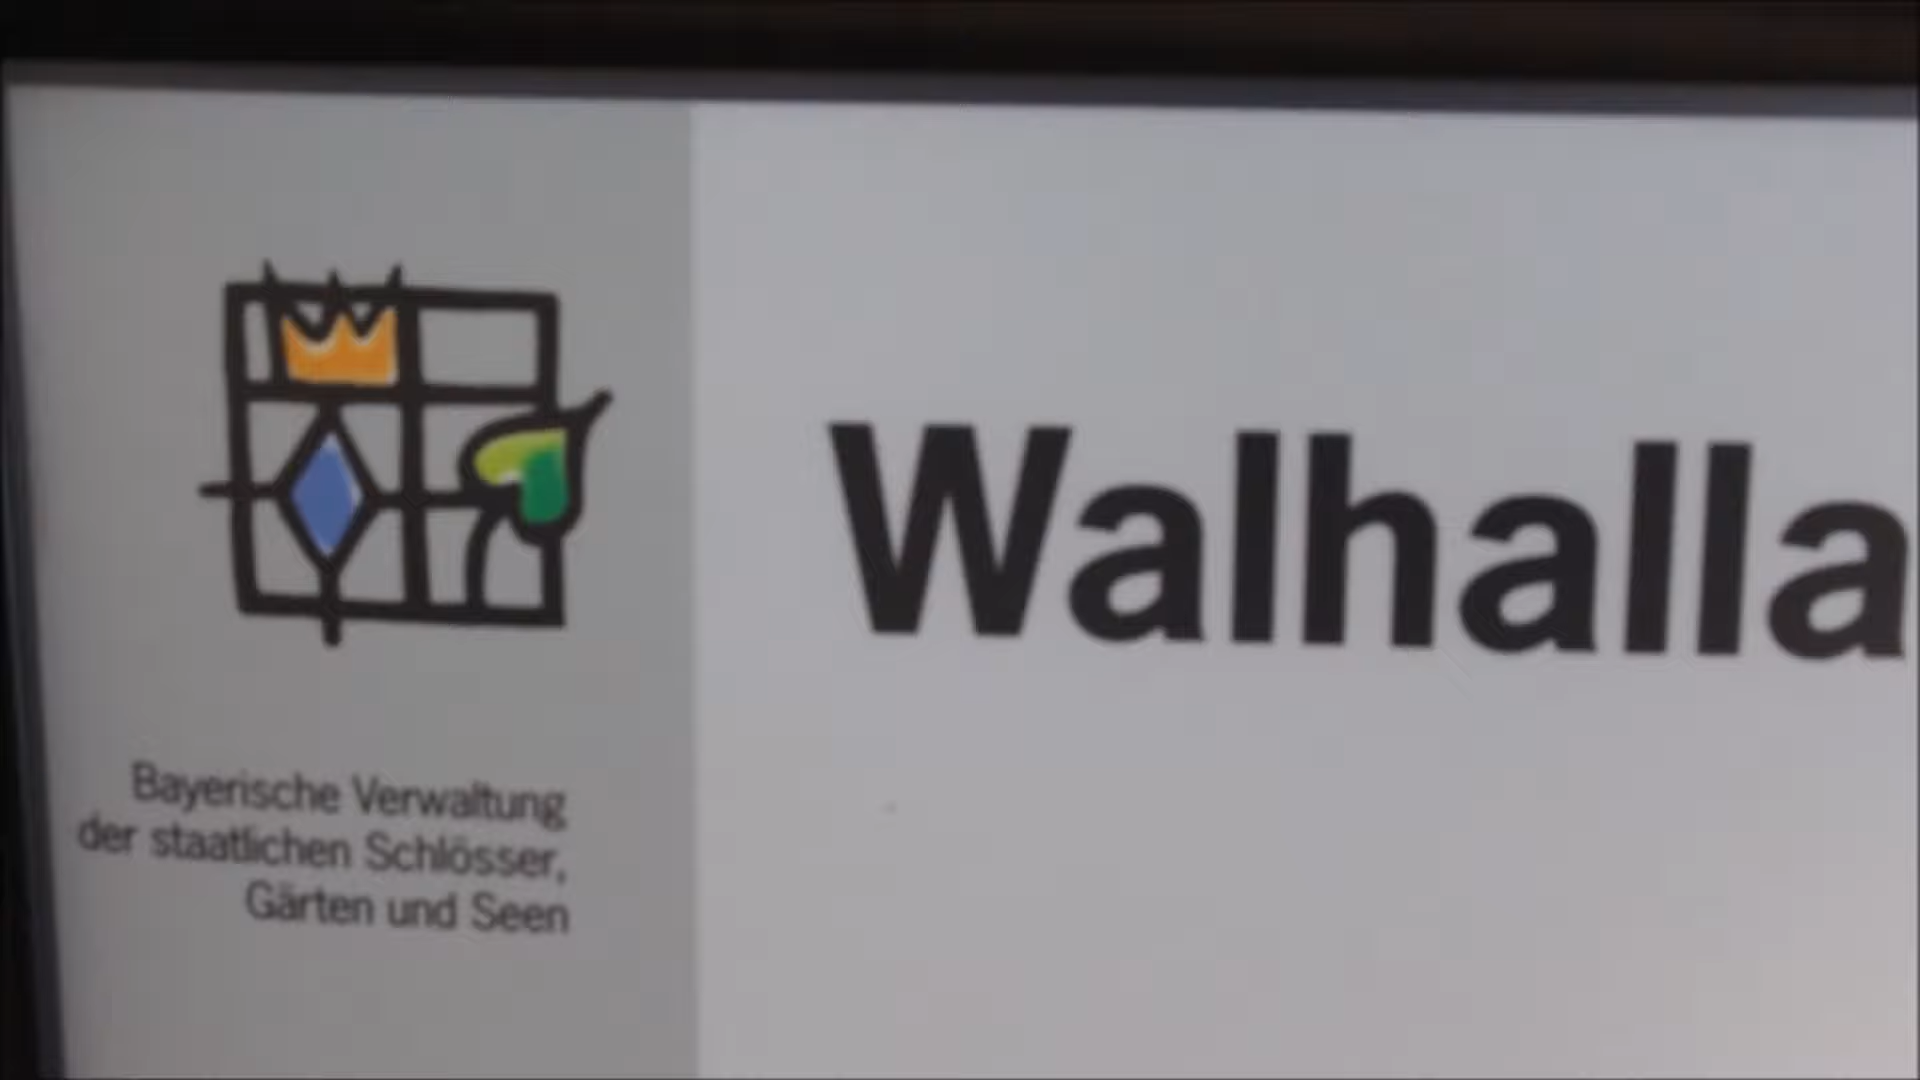 Walhalla
Bayerische Verwaltung
der staatlichen Schlösser,
Gärten und Seen